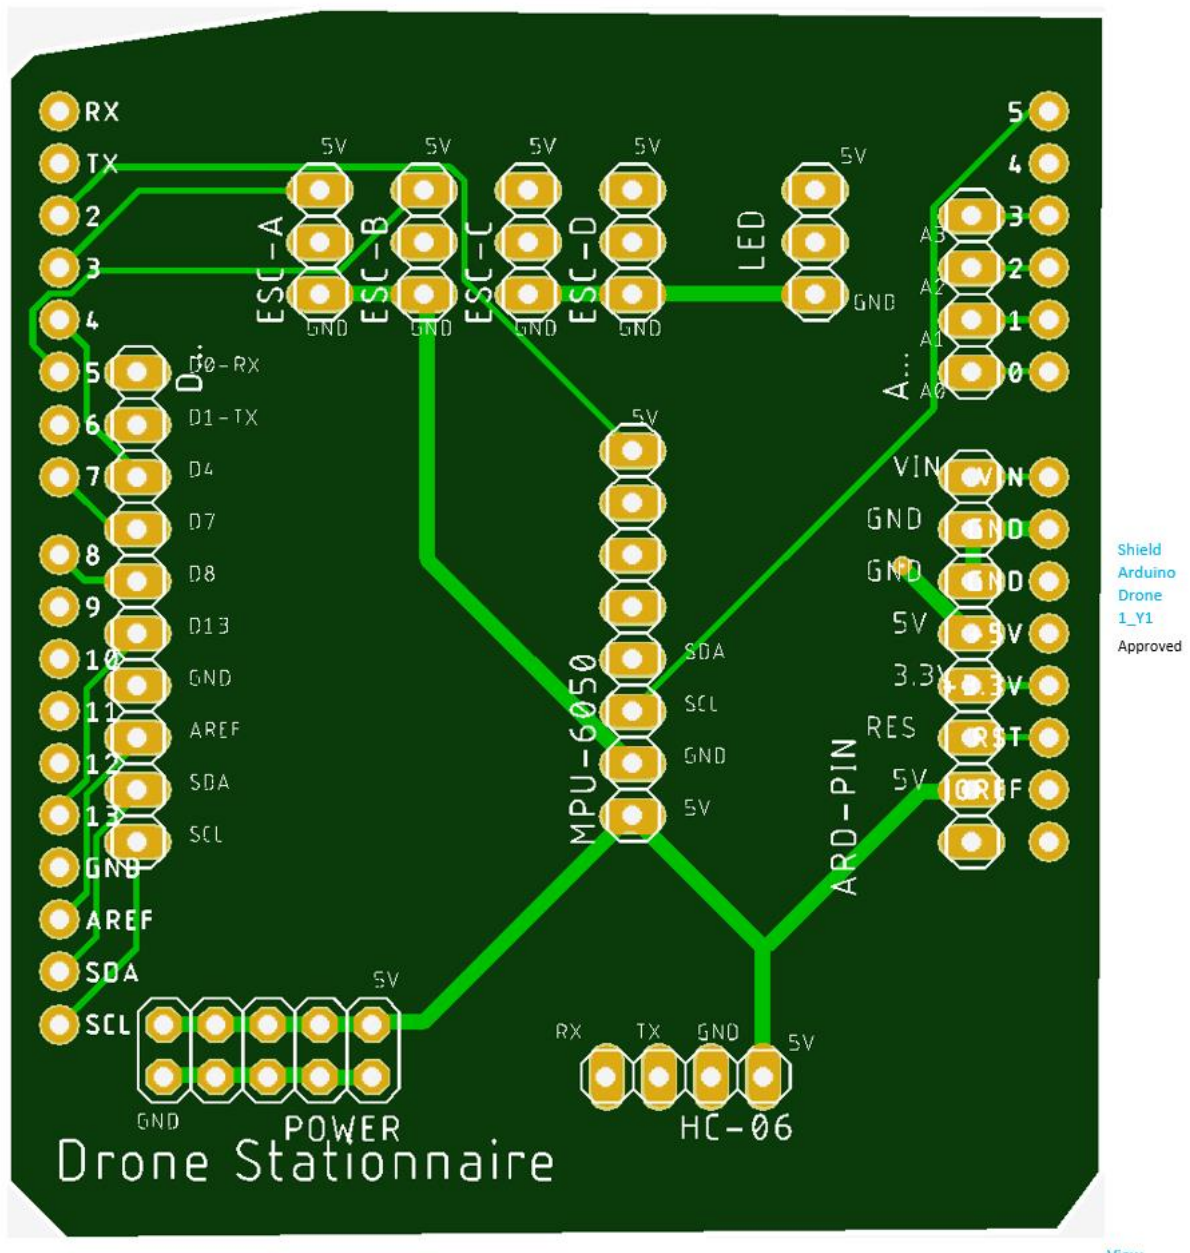 RX
TX
2
3
4
5
6
7
8
9
10
11
12
13
GND
AREF
SDA
SCL
5V
5V
5V
5V
5V
ESC-A
ESC-B
ESC-C
ESC-D
LED
GND
GND
GND
GND
GND
D...
D0-RX
D1-TX
D4
D7
D8
D13
GND
AREF
SDA
SCL
5V
SDA
SCL
GND
5V
MPU-6050
5
4
3
2
1
0
A3
A2
A1
A0
A...
VIN
GND
GND
5V
3.3V
RES
5V
VIN
GND
GND
5V
RST
ARD-PIN
5V
GND
POWER
RX
TX
GND
5V
HC-06
Drone Stationnaire
Shield
Arduino
Drone
1_Y1
Approved